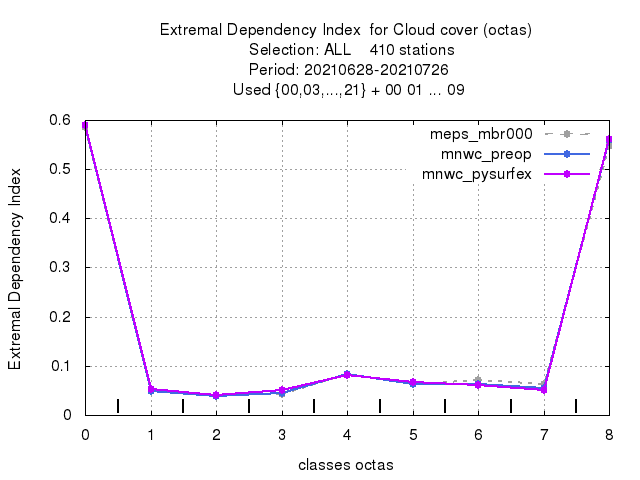 Extremal Dependency Index  for Cloud cover (octas)
Selection: ALL    410 stations
Period: 20210628-20210726
Used {00,03,...,21} + 00 01 ... 09
meps_mbr000
mnwc_preop
mnwc_pysurfex
Extremal Dependency Index
0.6
0.5
0.4
0.3
0.2
0.1
0
0 1 2 3 4 5 6 7 8
classes octas